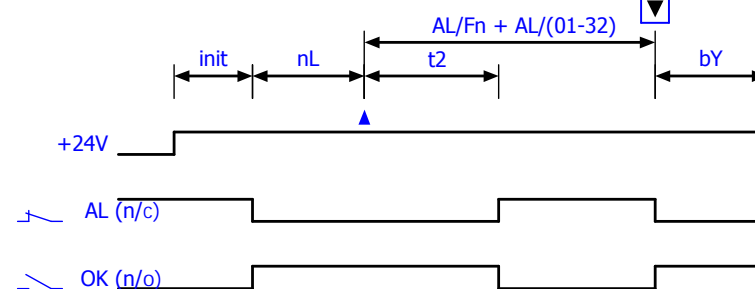 AL/Fn + AL/(01-32)
init nL t2 bY
+24V
AL (n/c)
OK (n/o)